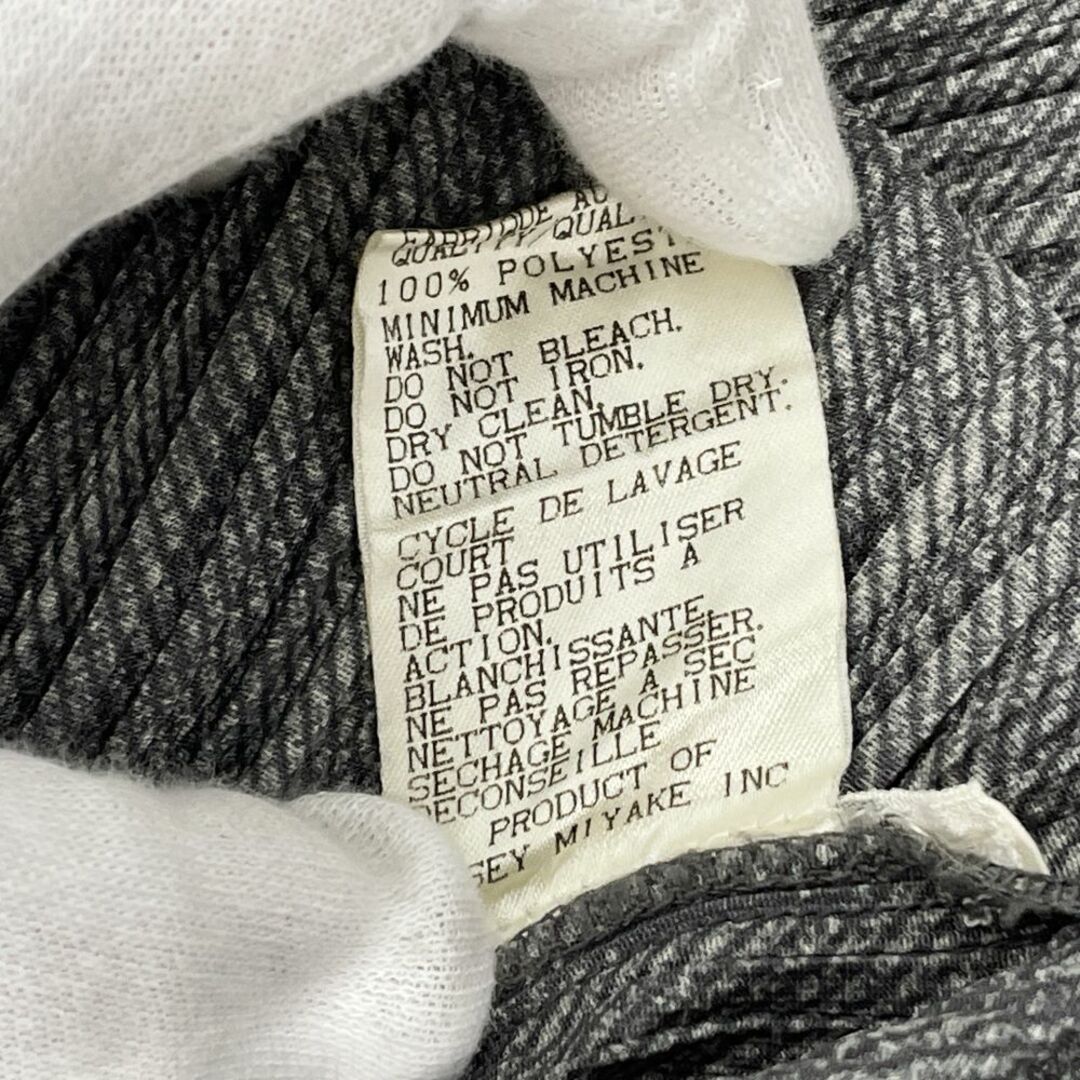 QUALITY QUAL
100% POLYEST
MINIMUM MACHINE
WASH.
DO NOT BLEACH.
DO NOT IRON.
DRY CLEAN.
DO NOT TUMBLE DRY.
NEUTRAL DETERGENT.
CYCLE DE LAVAGE
COURT
NE PAS UTILISER
DE PRODUITS A
ACTION.
BLANCHISSANTE.
NE PAS REPASSER.
NETTOYAGE A SEC
SECHAGE MACHINE
DECONSEILLE
PRODUCT OF
SEY MIYAKE INC